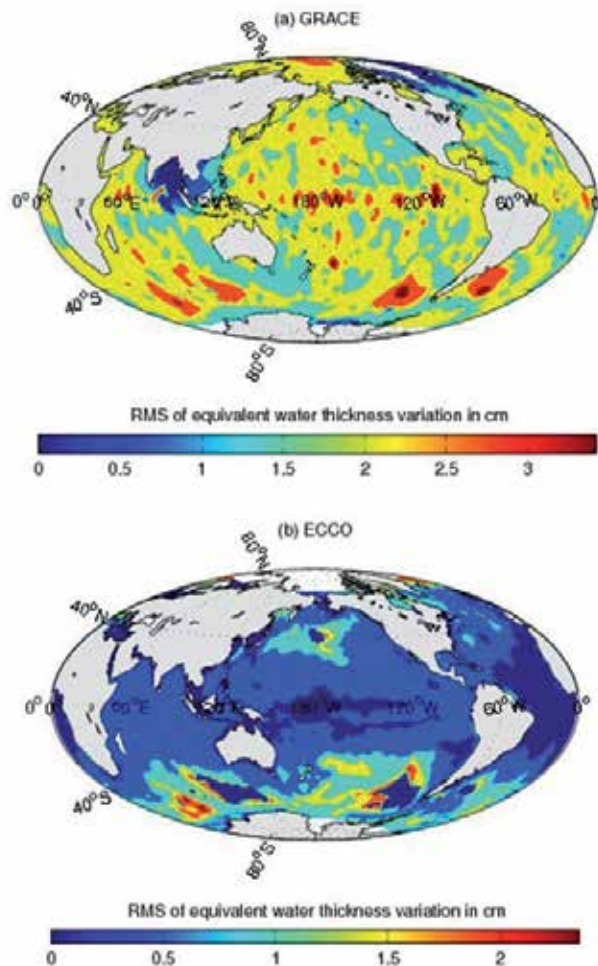 (a) GRACE
80°N
40°N
0° 0° 60°E 120°E 180°W 120°W 60°W 0°
40°S
80°S
RMS of equivalent water thickness variation in cm
0 0.5 1 1.5 2 2.5 3
(b) ECCO
80°N
40°N
0° 0° 60°E 120°E 180°W 120°W 60°W 0°
40°S
80°S
RMS of equivalent water thickness variation in cm
0 0.5 1 1.5 2